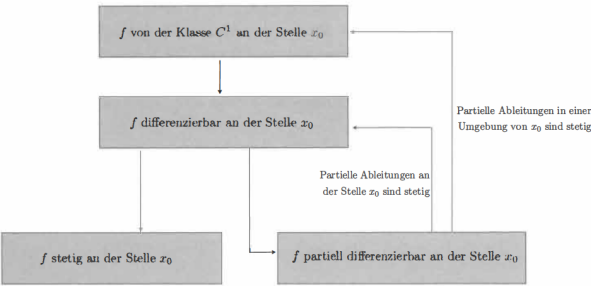 f von der Klasse C¹ an der Stelle x₀
f differenzierbar an der Stelle x₀
Partielle Ableitungen in einer
Umgebung von x₀ sind stetig
Partielle Ableitungen an
der Stelle x₀ sind stetig
f stetig an der Stelle x₀
f partiell differenzierbar an der Stelle x₀